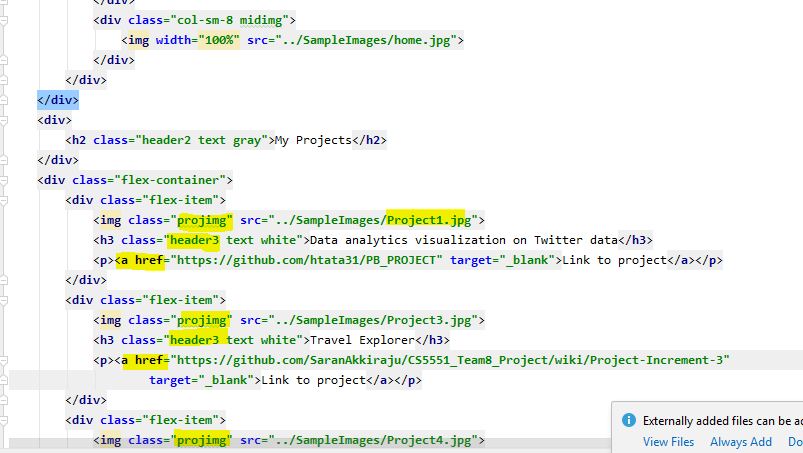 </div>
<div class="col-sm-8 midimg">
<img width="100%" src="../SampleImages/home.jpg">
</div>
</div>
</div>
<div>
<h2 class="header2 text gray">My Projects</h2>
</div>
<div class="flex-container">
<div class="flex-item">
<img class="projimg" src="../SampleImages/Project1.jpg">
<h3 class="header3 text white">Data analytics visualization on Twitter data</h3>
<p><a href="https://github.com/htata31/PB_PROJECT" target="_blank">Link to project</a></p>
</div>
<div class="flex-item">
<img class="projimg" src="../SampleImages/Project3.jpg">
<h3 class="header3 text white">Travel Explorer</h3>
<p><a href="https://github.com/SaranAkkiraju/CS5551_Team8_Project/wiki/Project-Increment-3"
target="_blank">Link to project</a></p>
</div>
<div class="flex-item">
<img class="projimg" src="../SampleImages/Project4.jpg">
Externally added files can be a
View Files Always Add Do